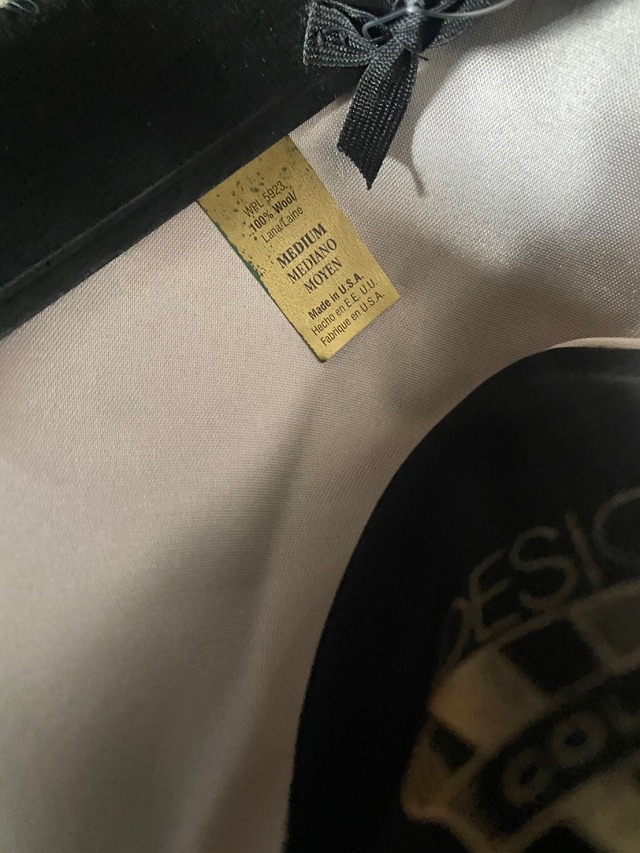 WPL 5923
100% Wool/
Lana/Laine
MEDIUM
MEDIANO
MOYEN
Made in U.S.A.
Hecho en E.E. U.U.
Fabrique en U.S.A.